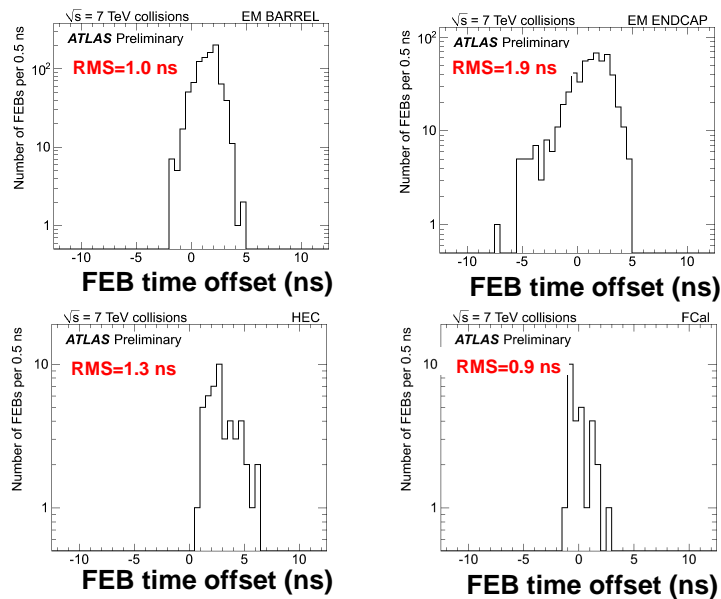 √s = 7 TeV collisions EM BARREL
ATLAS Preliminary
RMS=1.0 ns
Number of FEBs per 0.5 ns
10²
10
1
-10 -5 0 5 10
FEB time offset (ns)
√s = 7 TeV collisions EM ENDCAP
ATLAS Preliminary
RMS=1.9 ns
Number of FEBs per 0.5 ns
10²
10
1
-10 -5 0 5 10
FEB time offset (ns)
√s = 7 TeV collisions HEC
ATLAS Preliminary
RMS=1.3 ns
Number of FEBs per 0.5 ns
10
1
-10 -5 0 5 10
FEB time offset (ns)
√s = 7 TeV collisions FCal
ATLAS Preliminary
RMS=0.9 ns
Number of FEBs per 0.5 ns
10
1
-10 -5 0 5 10
FEB time offset (ns)